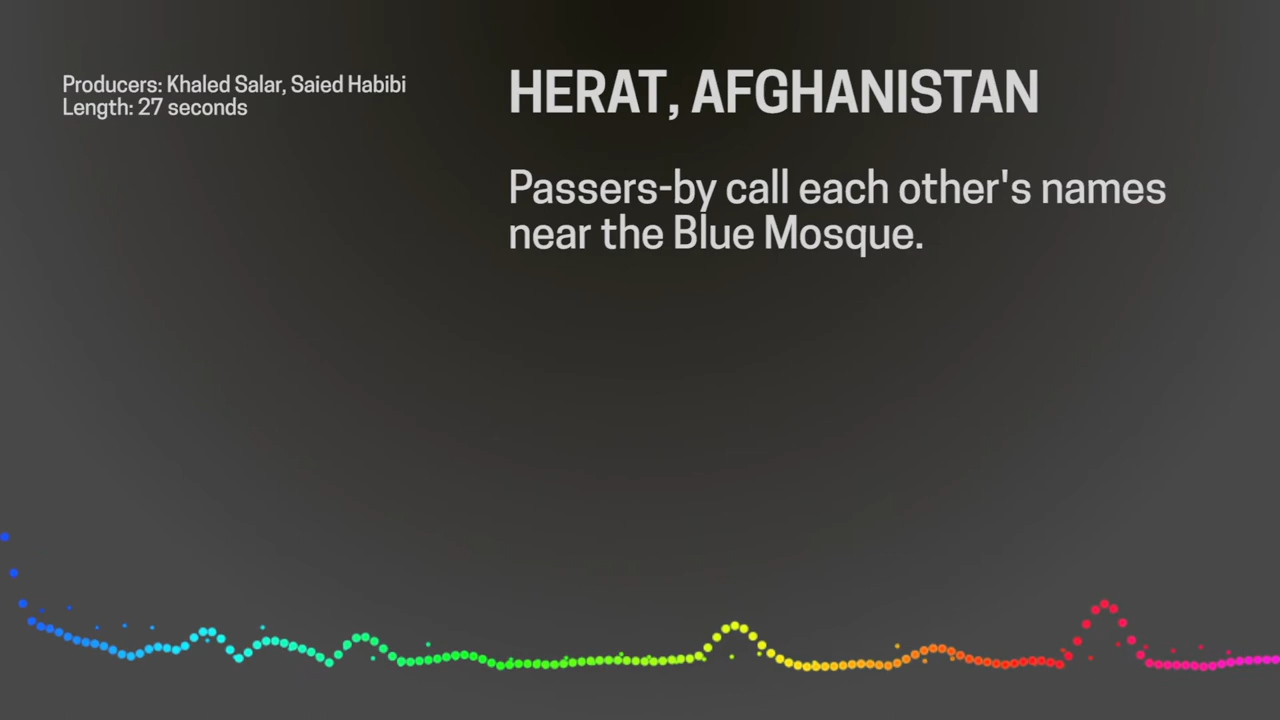 Producers: Khaled Salar, Saied Habibi
Length: 27 seconds
HERAT, AFGHANISTAN
Passers-by call each other's names
near the Blue Mosque.